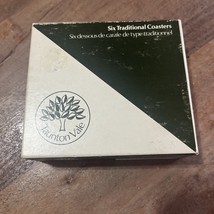 Six Traditional Coasters
Six dessous de carafe de type traditionnel
Taunton Vale